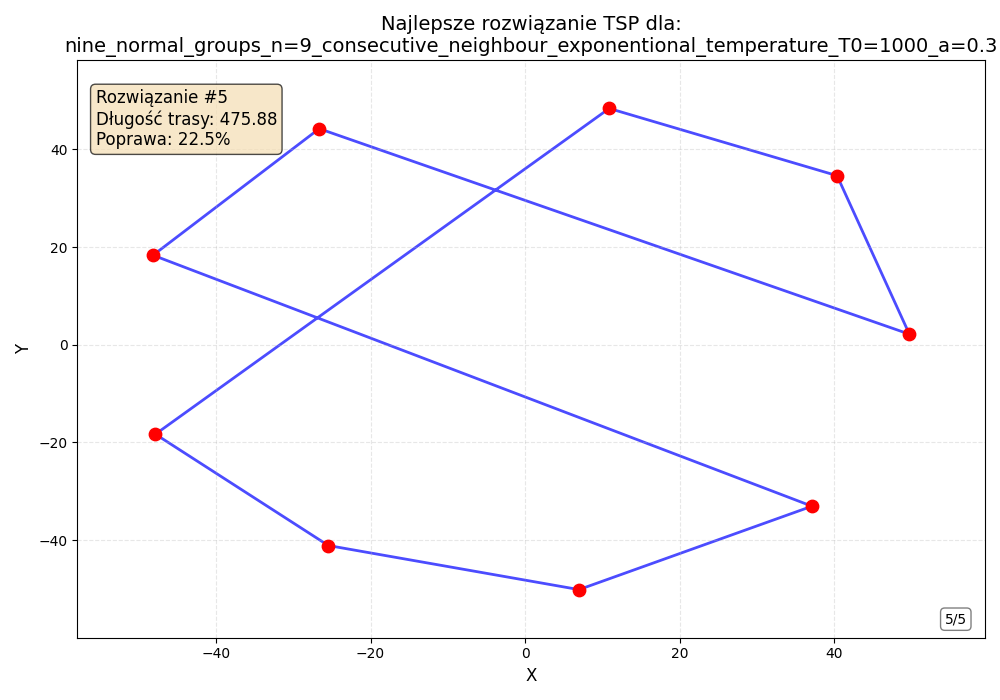 Najlepsze rozwiązanie TSP dla:
nine_normal_groups_n=9_consecutive_neighbour_exponentional_temperature_T0=1000_a=0.3
Rozwiązanie #5
Długość trasy: 475.88
Poprawa: 22.5%
40
20
0
−20
−40
Y
5/5
−40
−20
0
20
40
X